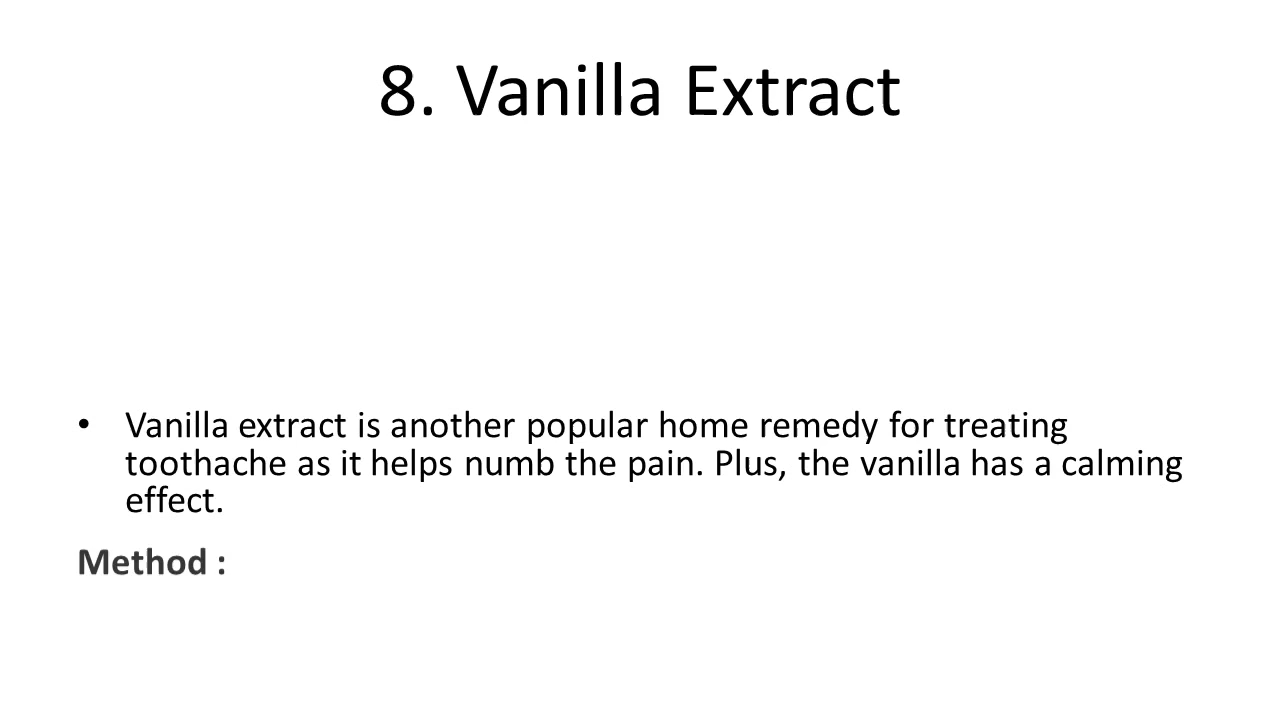 8. Vanilla Extract
• Vanilla extract is another popular home remedy for treating
toothache as it helps numb the pain. Plus, the vanilla has a calming
effect.
Method :